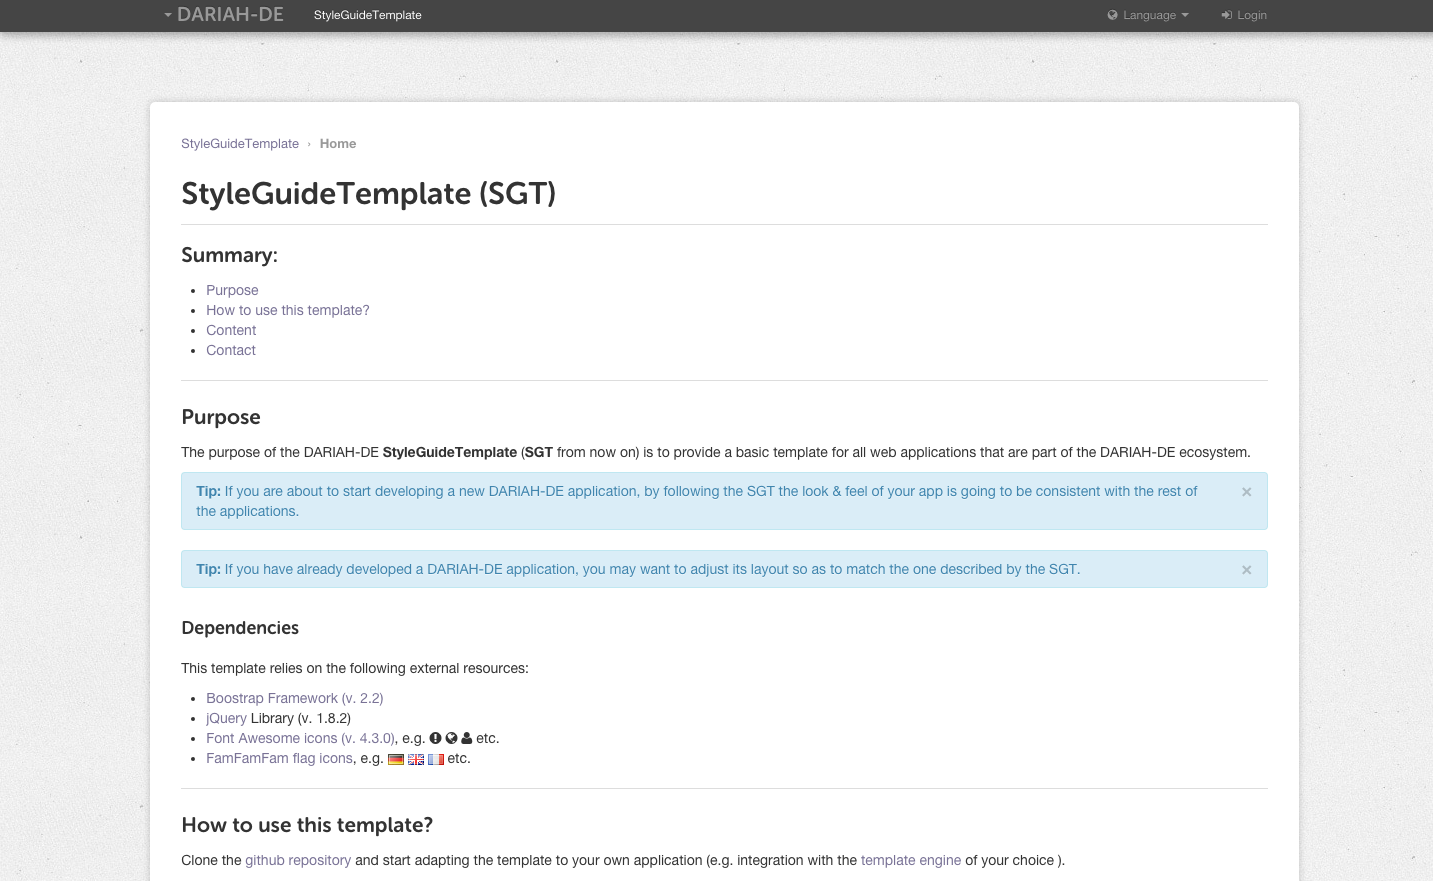 DARIAH-DE StyleGuideTemplate Language Login
StyleGuideTemplate › Home
StyleGuideTemplate (SGT)
Summary:
• Purpose
• How to use this template?
• Content
• Contact
Purpose
The purpose of the DARIAH-DE StyleGuideTemplate (SGT from now on) is to provide a basic template for all web applications that are part of the DARIAH-DE ecosystem.
Tip: If you are about to start developing a new DARIAH-DE application, by following the SGT the look & feel of your app is going to be consistent with the rest of ×
the applications.
Tip: If you have already developed a DARIAH-DE application, you may want to adjust its layout so as to match the one described by the SGT. ×
Dependencies
This template relies on the following external resources:
• Boostrap Framework (v. 2.2)
• jQuery Library (v. 1.8.2)
• Font Awesome icons (v. 4.3.0), e.g. etc.
• FamFamFam flag icons, e.g. etc.
How to use this template?
Clone the github repository and start adapting the template to your own application (e.g. integration with the template engine of your choice ).